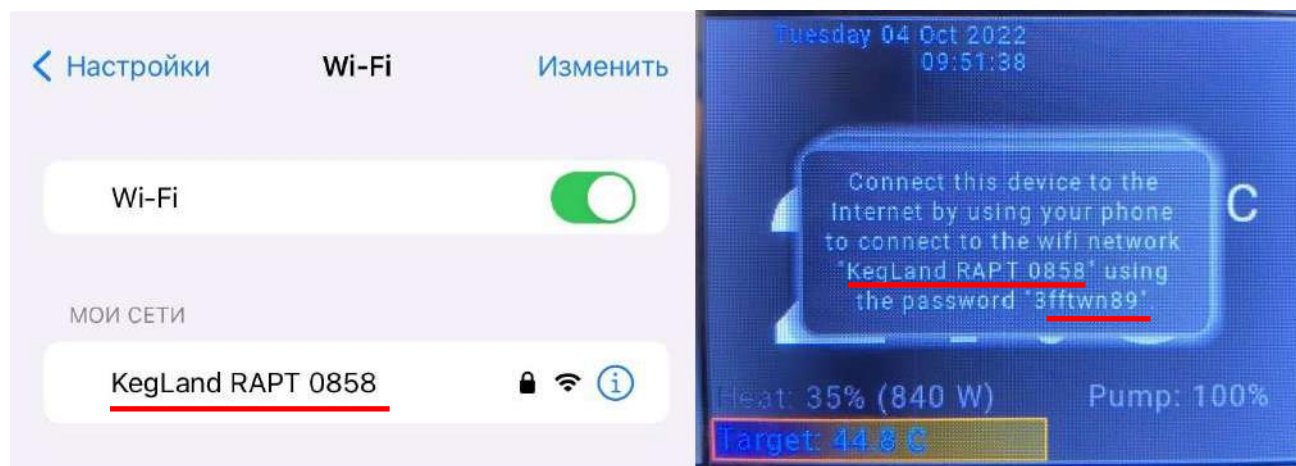 Настройки
Wi-Fi
Изменить
Wi-Fi
МОИ СЕТИ
KegLand RAPT 0858
Tuesday 04 Oct 2022
09:51:38
Connect this device to the
Internet by using your phone
to connect to the wifi network
"KegLand RAPT 0858" using
the password "3fftwn89".
C
Heat: 35% (840 W)
Pump: 100%
Target: 44.8 C